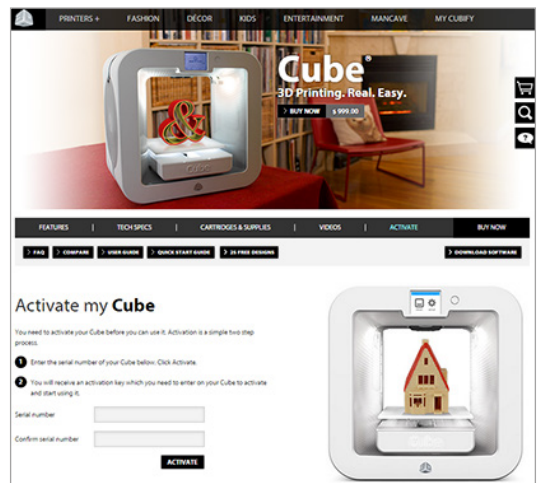 PRINTERS +
FASHION
DÉCOR
KIDS
ENTERTAINMENT
MANCAVE
MY CUBIFY
Cube®
3D Printing. Real. Easy.
> BUY NOW
$ 999.00
&
Cube
FEATURES | TECH SPECS | CARTRIDGES & SUPPLIES | VIDEOS | ACTIVATE
BUY NOW
> FAQ
> COMPARE
> USER GUIDE
> QUICK START GUIDE
> 25 FREE DESIGNS
> DOWNLOAD SOFTWARE
Activate my Cube
You need to activate your Cube before you can use it. Activation is a simple two step
process.
1 Enter the serial number of your Cube below. Click Activate.
2 You will receive an activation key which you need to enter on your Cube to activate
and start using it.
Serial number
Confirm serial number
ACTIVATE
Cube